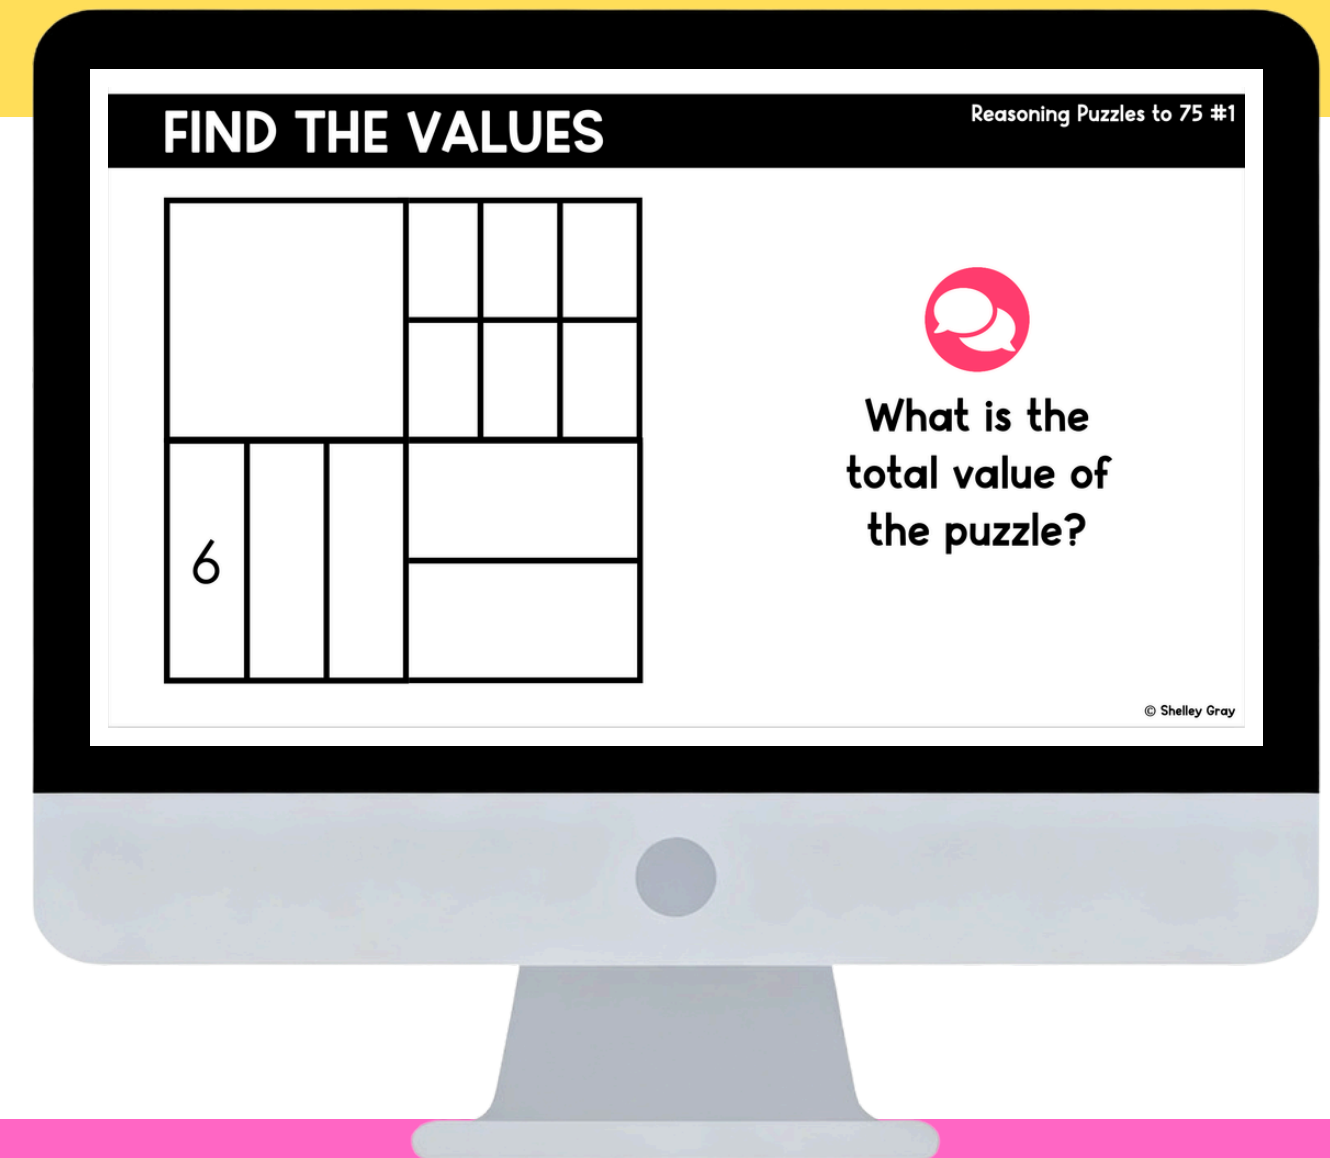 FIND THE VALUES
Reasoning Puzzles to 75 #1
6
What is the
total value of
the puzzle?
© Shelley Gray